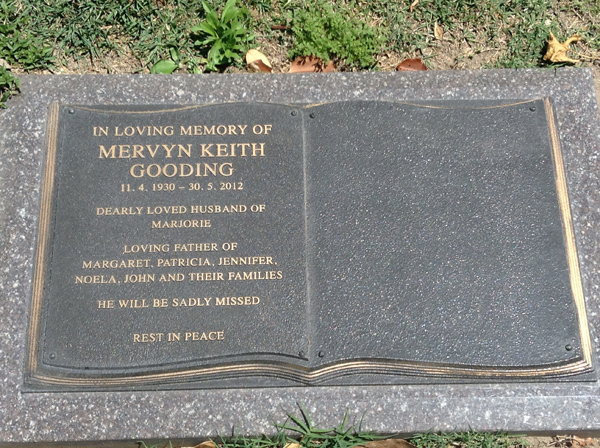 IN LOVING MEMORY OF
MERVYN KEITH
GOODING
11. 4. 1930 – 30. 5. 2012
DEARLY LOVED HUSBAND OF
MARJORIE
LOVING FATHER OF
MARGARET, PATRICIA, JENNIFER,
NOELA, JOHN AND THEIR FAMILIES
HE WILL BE SADLY MISSED
REST IN PEACE